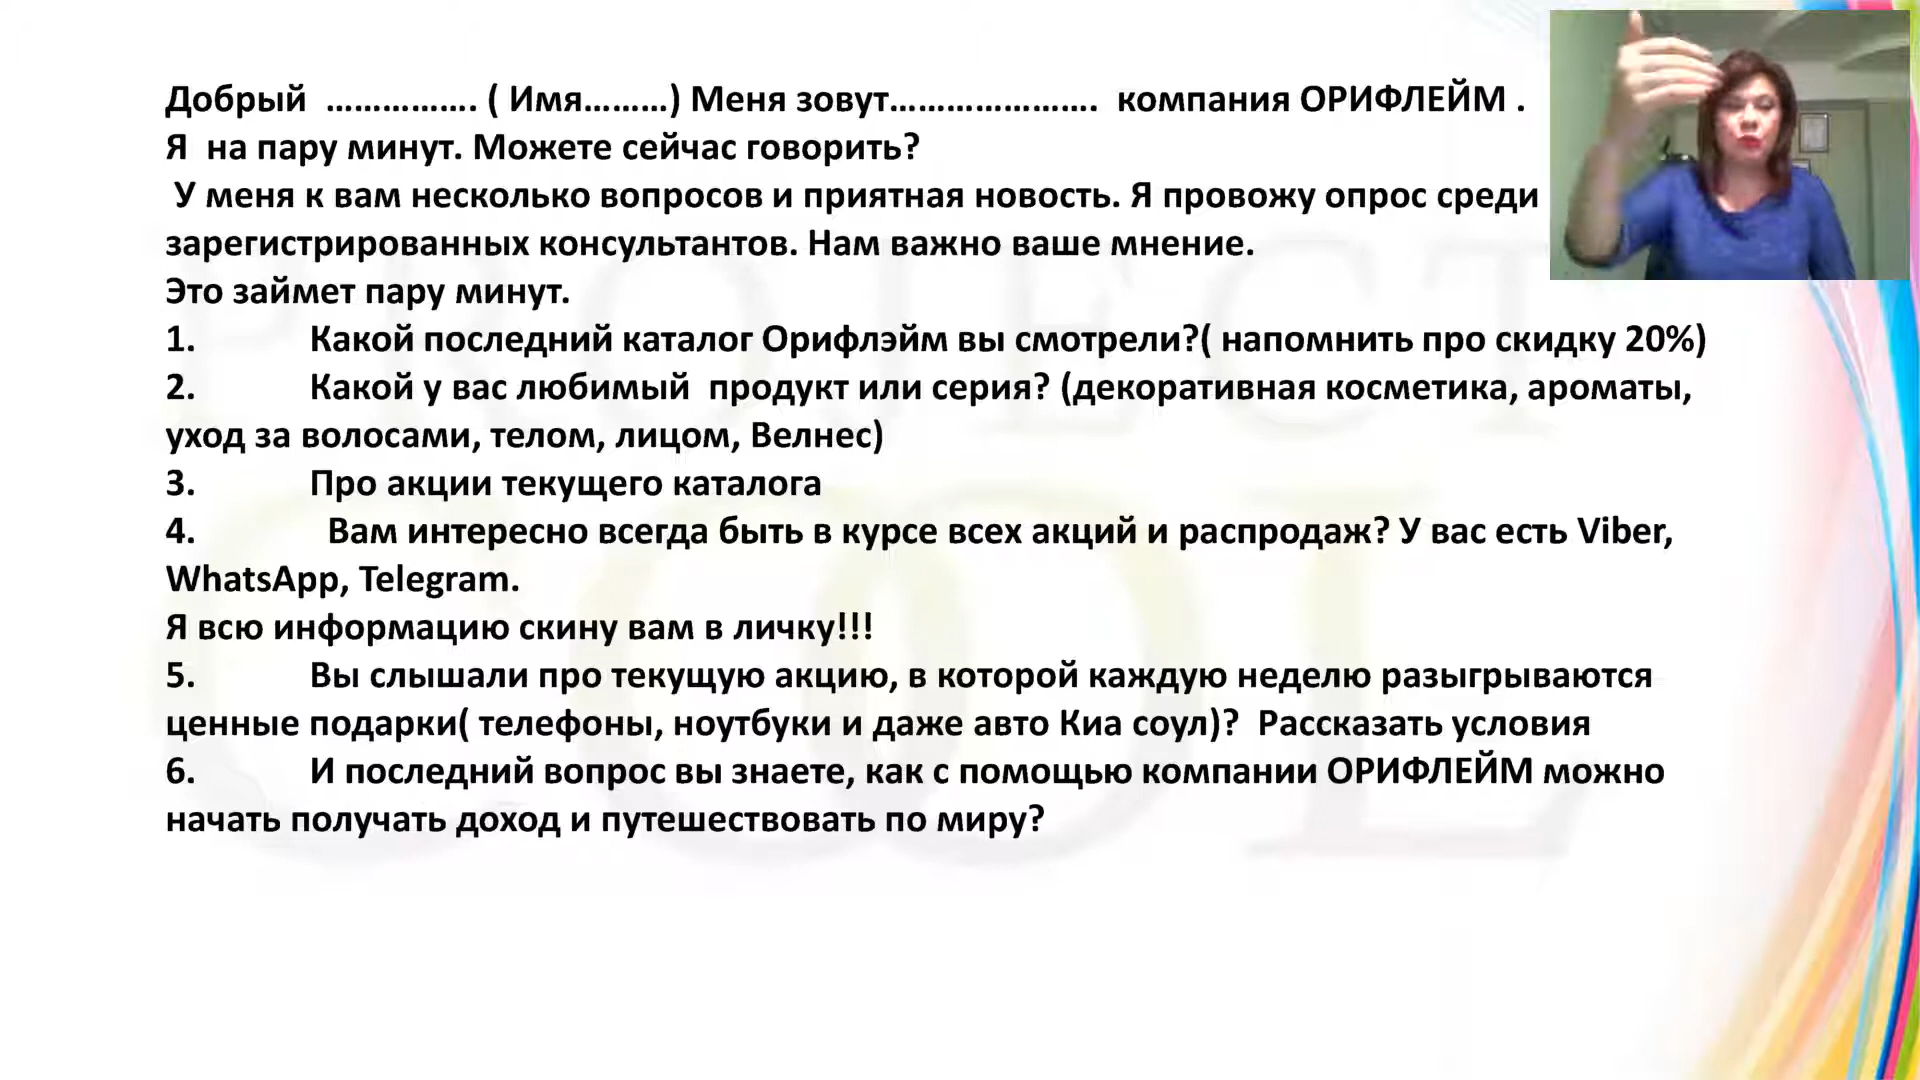 Добрый ……………. ( Имя………) Меня зовут…………………. компания ОРИФЛЕЙМ .
Я на пару минут. Можете сейчас говорить?
У меня к вам несколько вопросов и приятная новость. Я провожу опрос среди
зарегистрированных консультантов. Нам важно ваше мнение.
Это займет пару минут.
1. Какой последний каталог Орифлэйм вы смотрели?( напомнить про скидку 20%)
2. Какой у вас любимый продукт или серия? (декоративная косметика, ароматы,
уход за волосами, телом, лицом, Велнес)
3. Про акции текущего каталога
4. Вам интересно всегда быть в курсе всех акций и распродаж? У вас есть Viber,
WhatsApp, Telegram.
Я всю информацию скину вам в личку!!!
5. Вы слышали про текущую акцию, в которой каждую неделю разыгрываются
ценные подарки( телефоны, ноутбуки и даже авто Киа соул)? Рассказать условия
6. И последний вопрос вы знаете, как с помощью компании ОРИФЛЕЙМ можно
начать получать доход и путешествовать по миру?
PROJECT
COOL